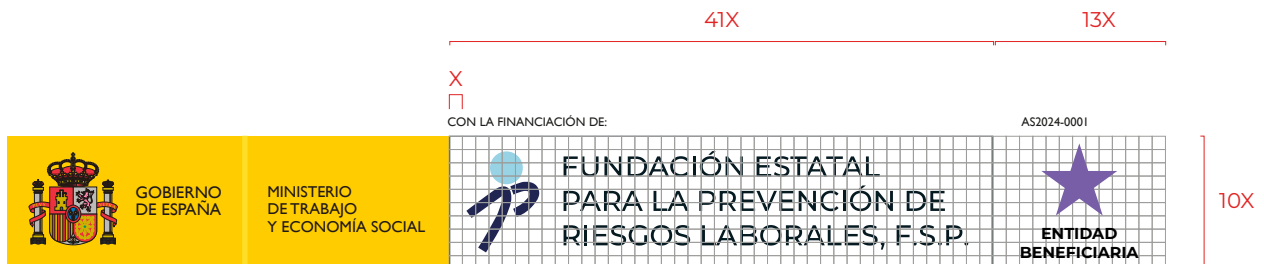 41X
13X
X
CON LA FINANCIACIÓN DE:
AS2024-0001
GOBIERNO
DE ESPAÑA
MINISTERIO
DE TRABAJO
Y ECONOMÍA SOCIAL
FUNDACIÓN ESTATAL
PARA LA PREVENCIÓN DE
RIESGOS LABORALES, F.S.P.
ENTIDAD
BENEFICIARIA
10X